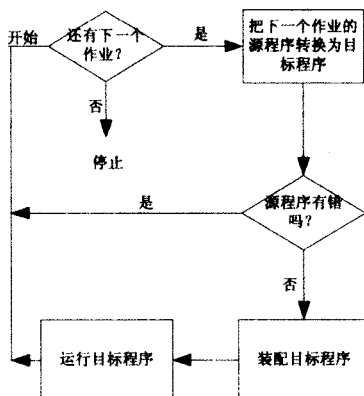 开始
还有下一个
作业？
是
把下一个作业的
源程序转换为目
标程序
否
停止
是
源程序有错
吗？
否
运行目标程序
装配目标程序